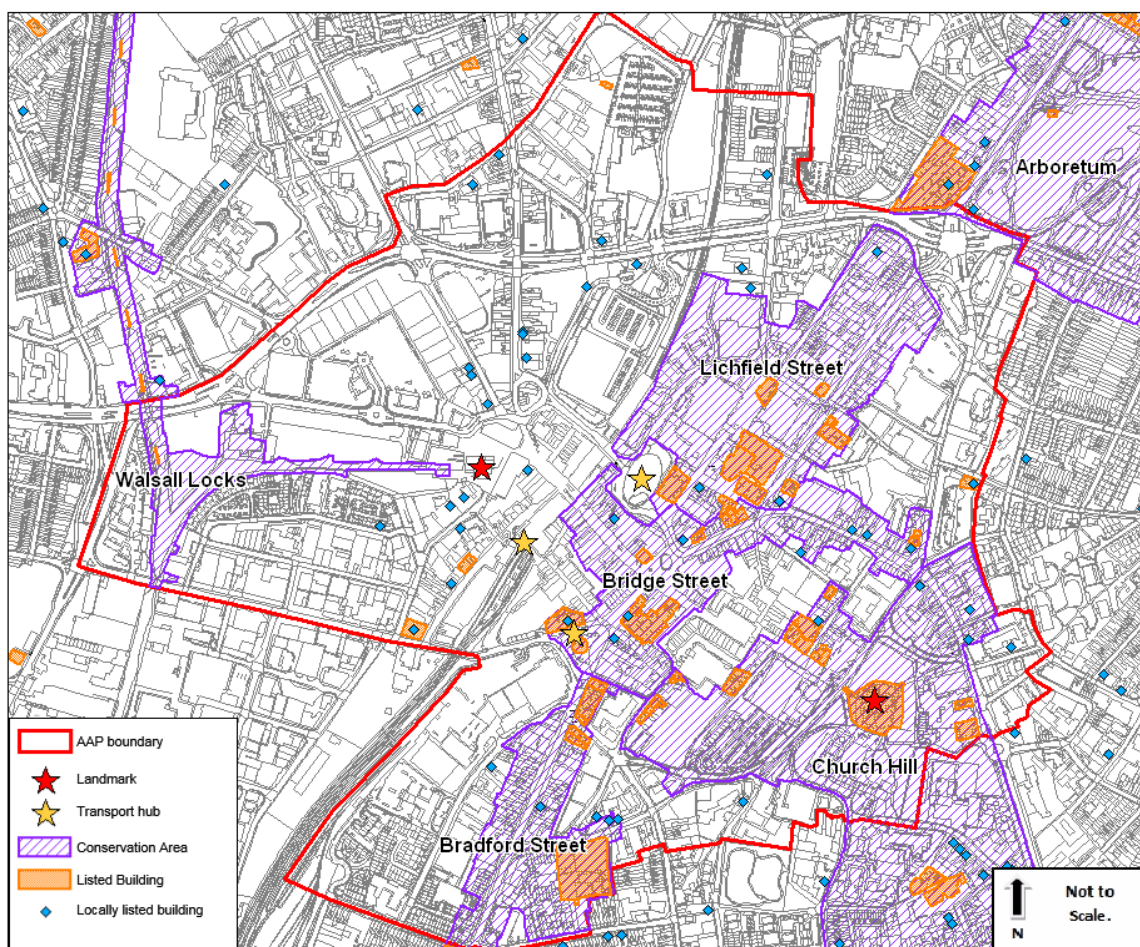 Arboretum
Lichfield Street
Walsall Locks
Bridge Street
Church Hill
Bradford Street
AAP boundary
Landmark
Transport hub
Conservation Area
Listed Building
Locally listed building
Not to
Scale.
N